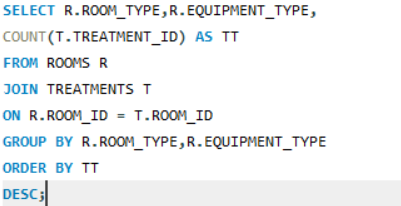 SELECT R.ROOM_TYPE,R.EQUIPMENT_TYPE,
COUNT(T.TREATMENT_ID) AS TT
FROM ROOMS R
JOIN TREATMENTS T
ON R.ROOM_ID = T.ROOM_ID
GROUP BY R.ROOM_TYPE,R.EQUIPMENT_TYPE
ORDER BY TT
DESC;